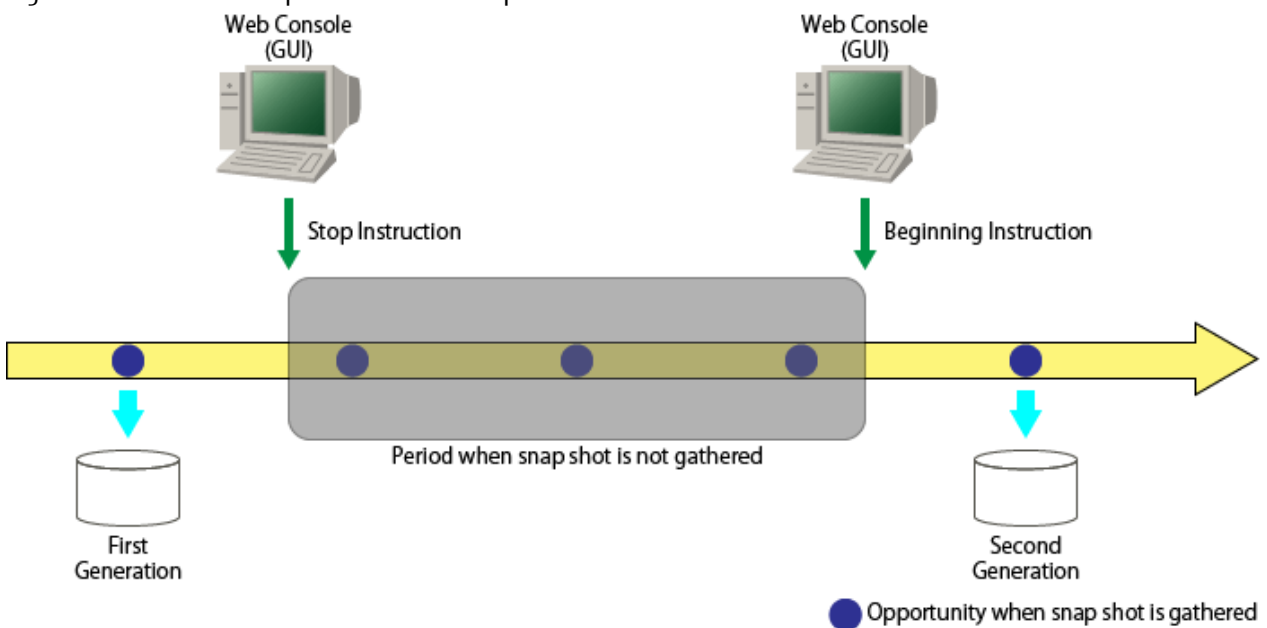 Web Console
(GUI)
Web Console
(GUI)
Stop Instruction
Beginning Instruction
Period when snap shot is not gathered
First
Generation
Second
Generation
Opportunity when snap shot is gathered